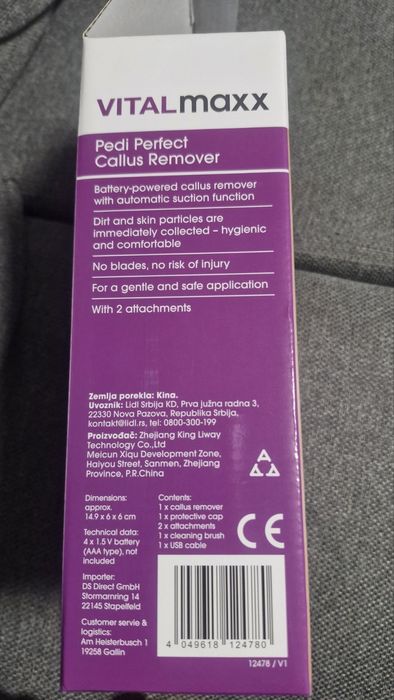 VITALmaxx
Pedi Perfect
Callus Remover
Battery-powered callus remover
with automatic suction function
Dirt and skin particles are
immediately collected – hygienic
and comfortable
No blades, no risk of injury
For a gentle and safe application
With 2 attachments
Zemlja porekla: Kina.
Uvoznik: Lidl Srbija KD, Prva južna radna 3,
22330 Nova Pazova, Republika Srbija,
kontakt@lidl.rs, tel: 0800-300-199
Proizvođač: Zhejiang King Liway
Technology Co.,Ltd
Meicun Xiqu Development Zone,
Haiyou Street, Sanmen, Zhejiang
Province, P.R.China
Dimensions:
approx.
14.9 x 6 x 6 cm
Technical data:
4 x 1.5 V battery
(AAA type), not
included
Importer:
DS Direct GmbH
Stormarnring 14
22145 Stapelfeld
Customer servie &
logistics:
Am Heisterbusch 1
19258 Gallin
Contents:
1 x callus remover
1 x protective cap
2 x attachments
1 x cleaning brush
1 x USB cable
CE
4 049618 124780
12478 / V1